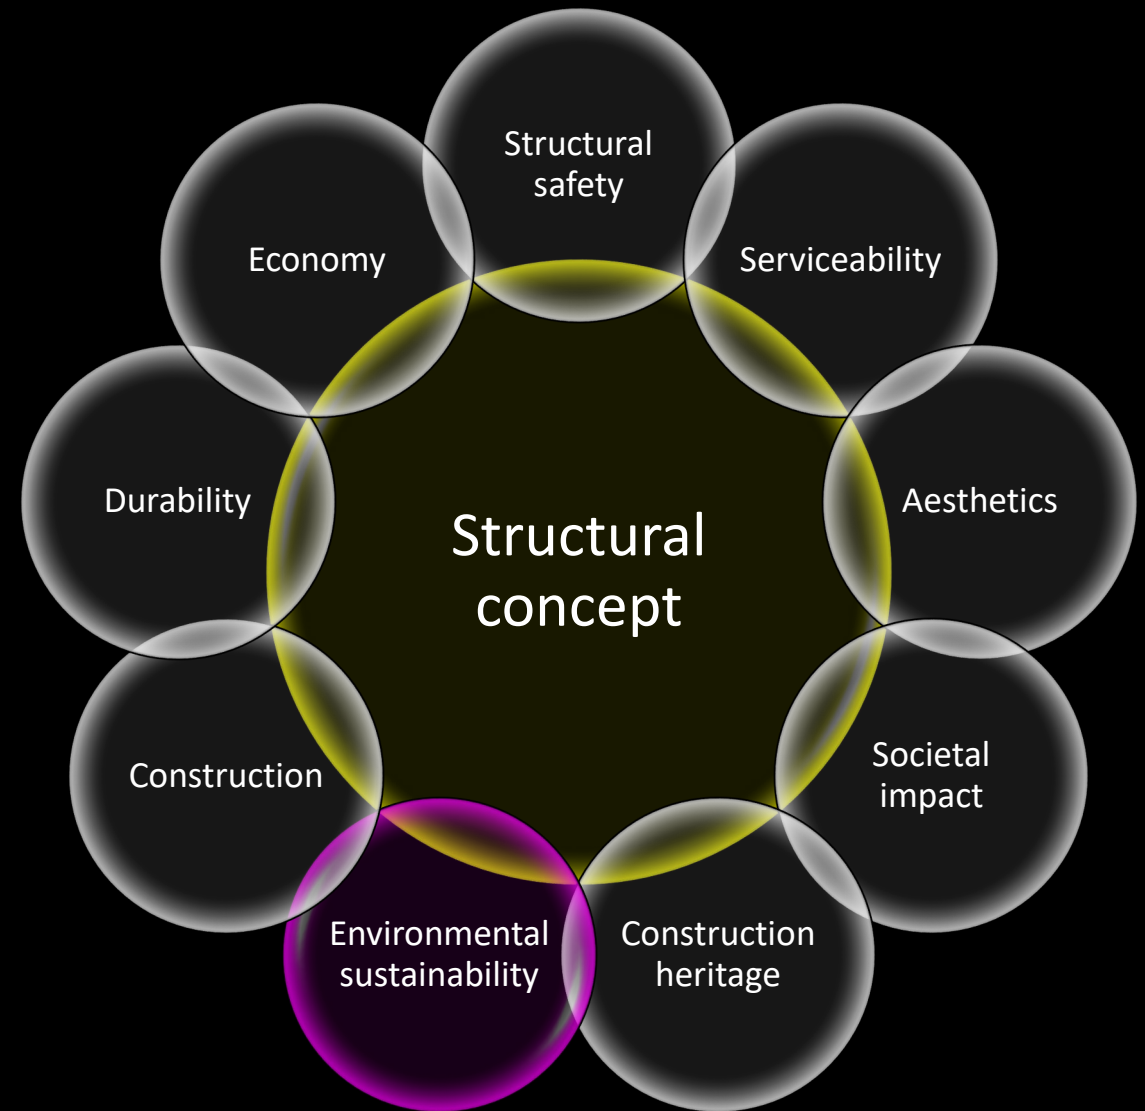 Structural
safety
Economy
Serviceability
Durability
Aesthetics
Structural
concept
Construction
Societal
impact
Environmental
sustainability
Construction
heritage